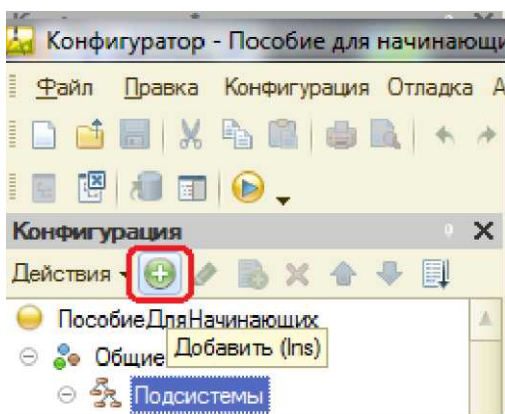 Конфигуратор - Пособие для начинающи
Файл Правка Конфигурация Отладка А
Конфигурация
Действия
ПособиеДляНачинающих
Общие
Добавить (Ins)
Подсистемы